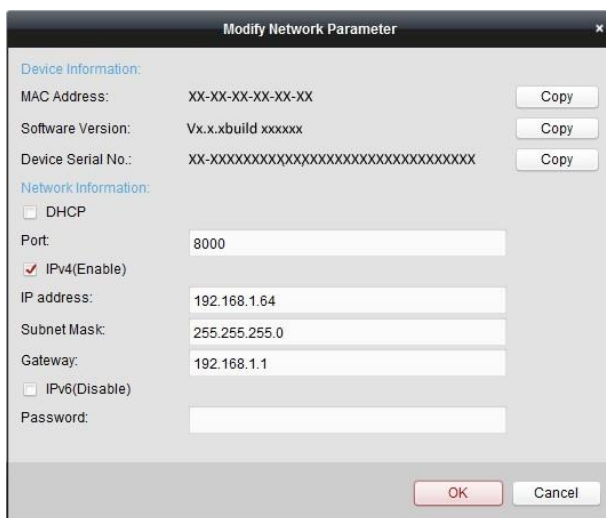 Modify Network Parameter x
Device Information:
MAC Address: XX-XX-XX-XX-XX-XX Copy
Software Version: Vx.x.xbuild xxxxxx Copy
Device Serial No.: XX-XXXXXXXXXXXXXXXXXXXXXXXXXXXXXXXX Copy
Network Information:
DHCP
Port: 8000
IPv4(Enable)
IP address: 192.168.1.64
Subnet Mask: 255.255.255.0
Gateway: 192.168.1.1
IPv6(Disable)
Password:
OK Cancel